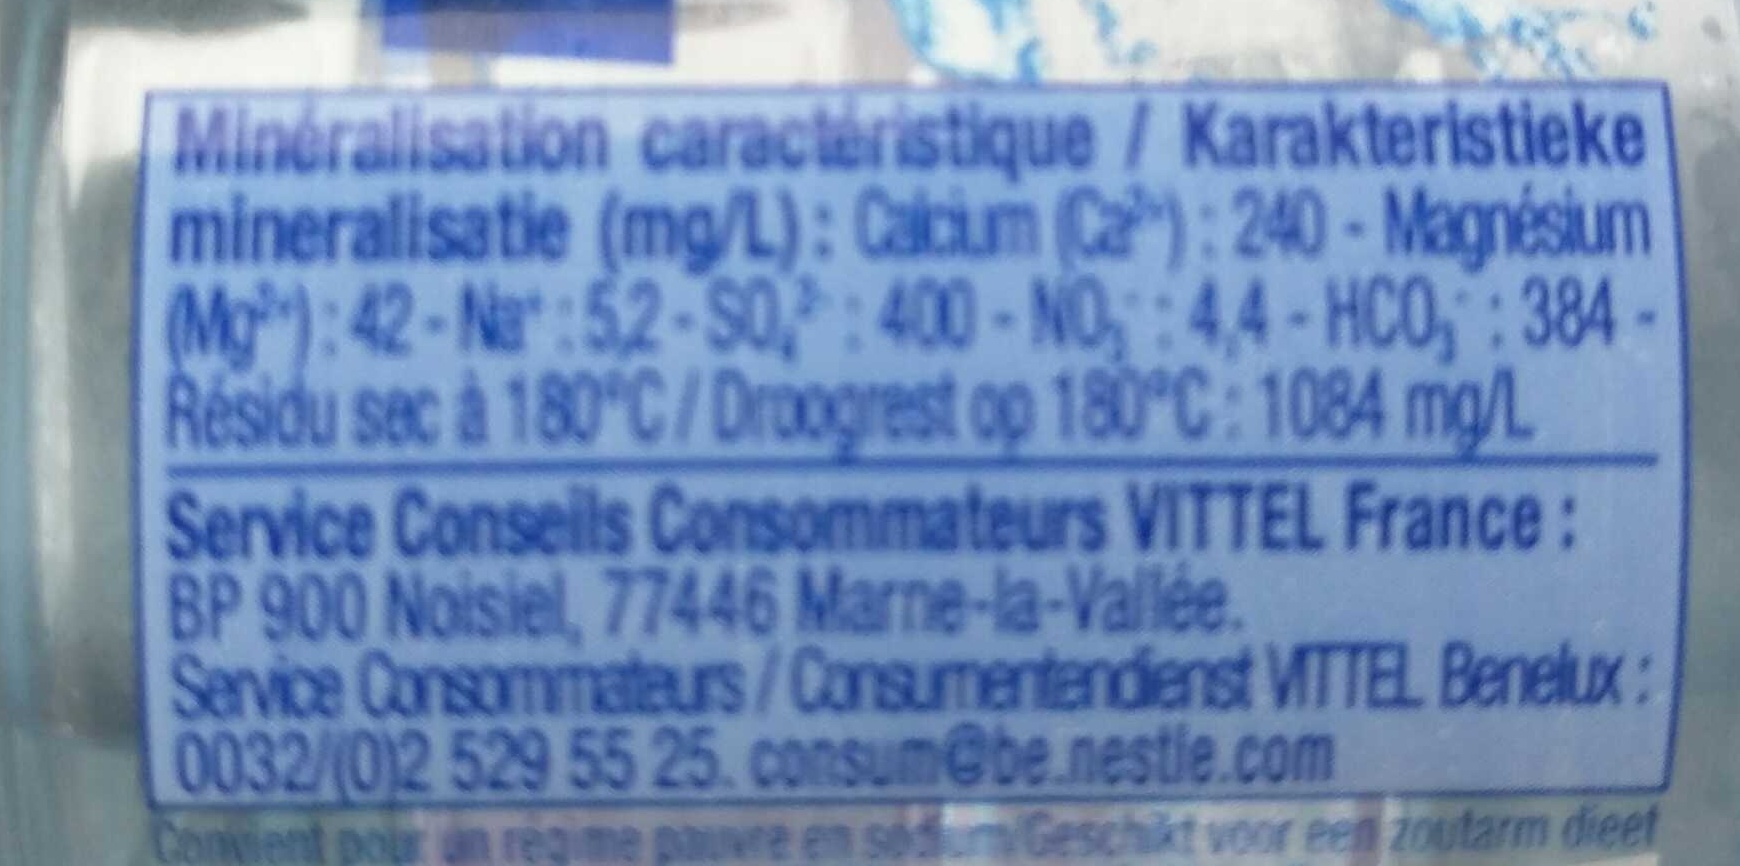 Minéralisation caractéristique / Karakteristieke
mineralisatie (mg/L) : Calcium (Ca²⁺) : 240 - Magnésium
(Mg²⁺) : 42 - Na⁺ : 5,2 - SO₄²⁻ : 400 - NO₃⁻ : 4,4 - HCO₃⁻ : 384 -
Résidu sec à 180°C / Droogrest op 180°C : 1084 mg/L
Service Conseils Consommateurs VITTEL France :
BP 900 Noisiel, 77446 Marne-la-Vallée.
Service Consommateurs / Consumentendienst VITTEL Benelux :
0032/(0)2 529 55 25. consum@be.nestle.com
Convient pour un régime pauvre en sodium/Geschikt voor een zoutarm dieet